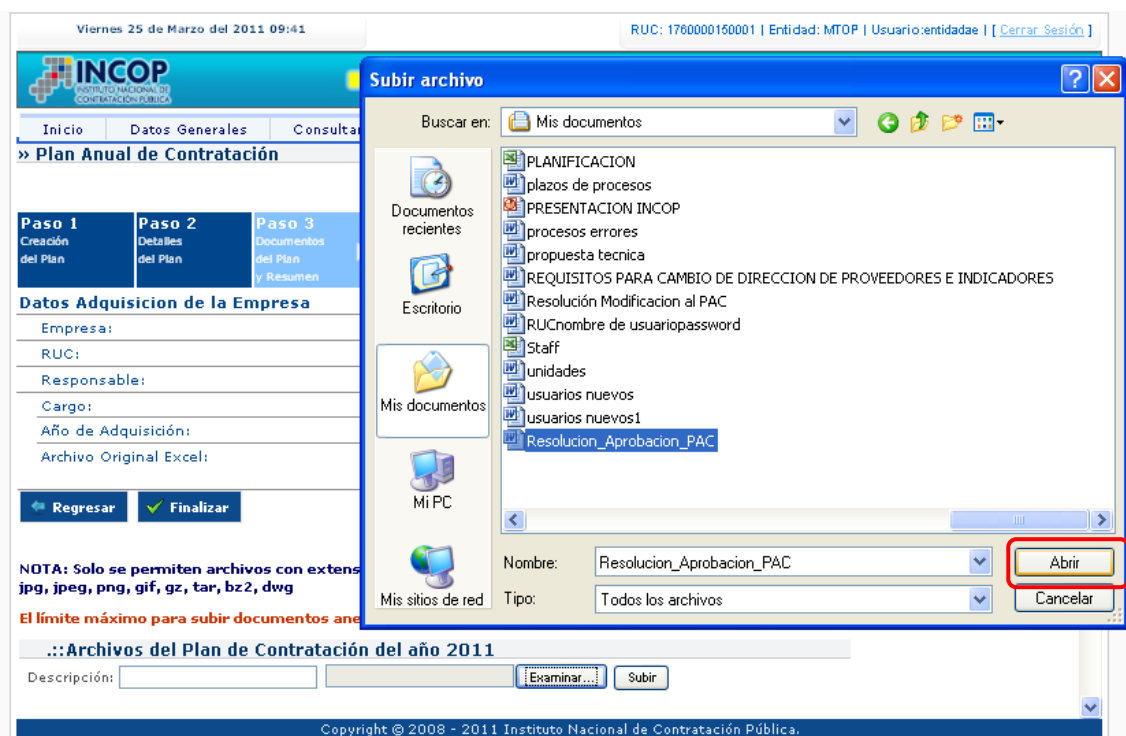 Viernes 25 de Marzo del 2011 09:41
RUC: 1760000150001 | Entidad: MTOP | Usuario:entidadae | [ Cerrar Sesión ]
INCOP
INSTITUTO NACIONAL DE
CONTRATACIÓN PÚBLICA
Inicio Datos Generales Consultar
» Plan Anual de Contratación
Paso 1
Creación
del Plan
Paso 2
Detalles
del Plan
Paso 3
Documentos
del Plan
y Resumen
Datos Adquisicion de la Empresa
Empresa:
RUC:
Responsable:
Cargo:
Año de Adquisición:
Archivo Original Excel:
Regresar
Finalizar
NOTA: Solo se permiten archivos con extens
jpg, jpeg, png, gif, gz, tar, bz2, dwg
El límite máximo para subir documentos ane
.::Archivos del Plan de Contratación del año 2011
Descripción:
Examinar...
Subir
Copyright @ 2008 - 2011 Instituto Nacional de Contratación Pública.
Subir archivo
Buscar en:
Mis documentos
Documentos
recientes
Escritorio
Mis documentos
Mi PC
Mis sitios de red
PLANIFICACION
plazos de procesos
PRESENTACION INCOP
procesos errores
propuesta tecnica
REQUISITOS PARA CAMBIO DE DIRECCION DE PROVEEDORES E INDICADORES
Resolución Modificacion al PAC
RUCnombre de usuariopassword
Staff
unidades
usuarios nuevos
usuarios nuevos1
Resolucion_Aprobacion_PAC
Nombre:
Resolucion_Aprobacion_PAC
Abrir
Tipo:
Todos los archivos
Cancelar